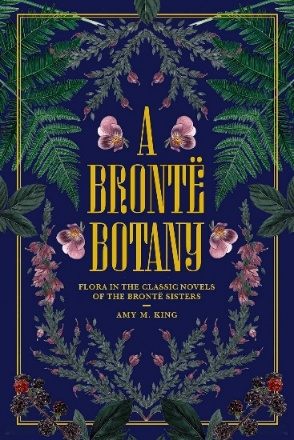 A
BRONTË
BOTANY
FLORA IN THE CLASSIC NOVELS
OF THE BRONTË SISTERS
AMY M. KING